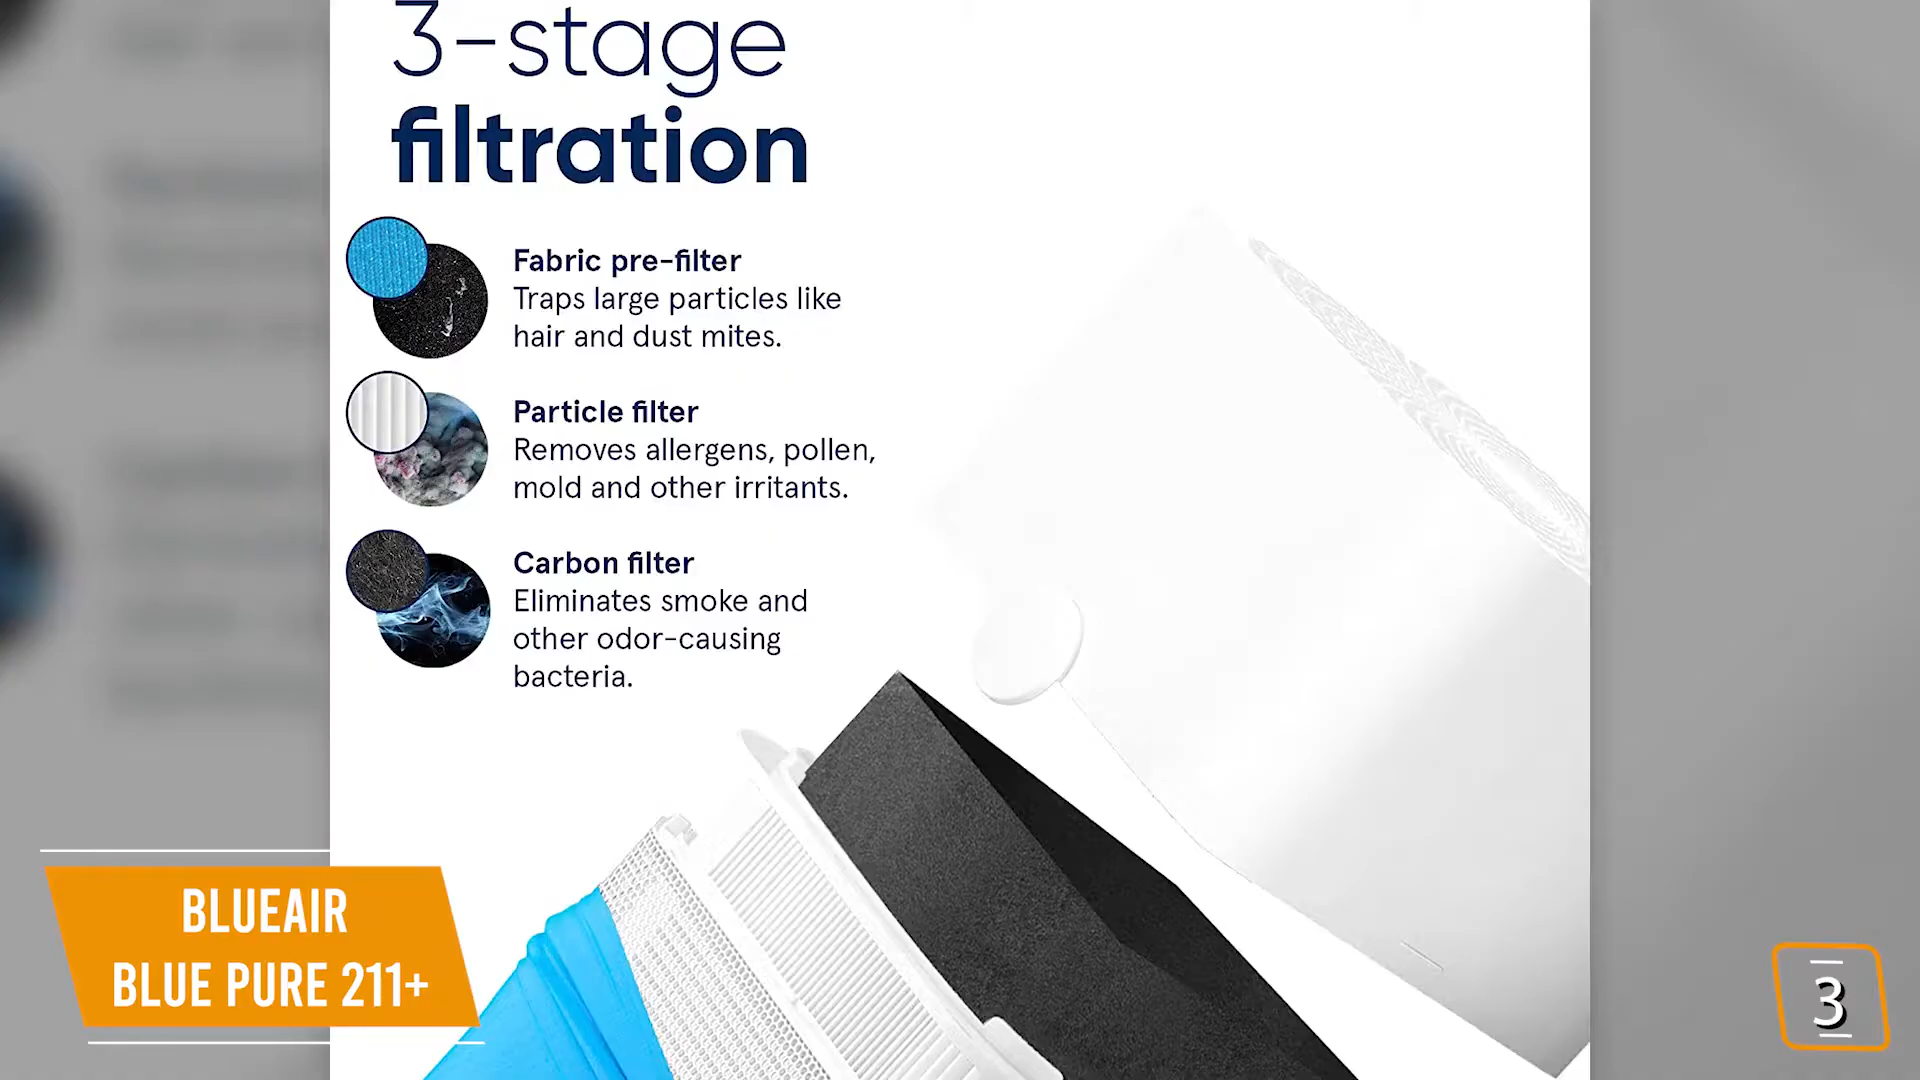 3-stage
filtration
Fabric pre-filter
Traps large particles like
hair and dust mites.
Particle filter
Removes allergens, pollen,
mold and other irritants.
Carbon filter
Eliminates smoke and
other odor-causing
bacteria.
BLUEAIR
BLUE PURE 211+
3